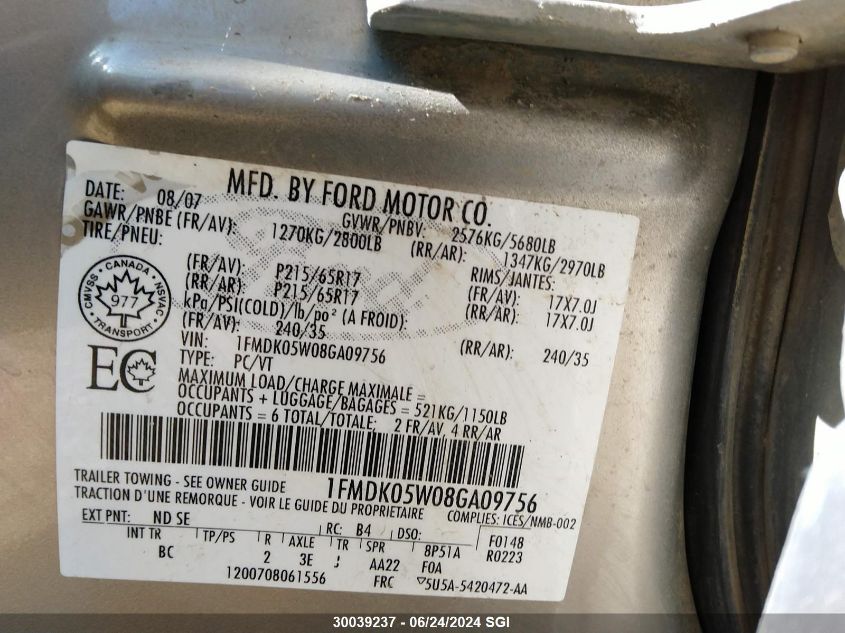 MFD. BY FORD MOTOR CO.
DATE: 08/07 GVWR/PNBV: 2576KG/5680LB
GAWR/PNBE (FR/AV): 1270KG/2800LB (RR/AR): 1347KG/2970LB
TIRE/PNEU: RIMS/JANTES:
(FR/AV): P215/65R17 (FR/AV): 17X7.0J
(RR/AR): P215/65R17 (RR/AR): 17X7.0J
kPa/PSI(COLD)/lb/po² (A FROID):
(FR/AV): 240/35 (RR/AR): 240/35
VIN: 1FMDK05W08GA09756
TYPE: PC/VT
MAXIMUM LOAD/CHARGE MAXIMALE =
OCCUPANTS + LUGGAGE/BAGAGES = 521KG/1150LB
OCCUPANTS = 6 TOTAL/TOTALE: 2 FR/AV, 4 RR/AR
CANADA
CMVSS 977 NSVAC
TRANSPORT
EC
TRAILER TOWING - SEE OWNER GUIDE 1FMDK05W08GA09756
TRACTION D'UNE REMORQUE - VOIR LE GUIDE DU PROPRIETAIRE COMPLIES: ICES/NMB-002
EXT PNT: ND SE RC: B4 DSO: F0148
INT TR TP/PS R AXLE TR SPR 8P51A R0223
BC 2 3E J AA22 F0A
1200708061556 FRC 5U5A-5420472-AA
30039237 - 06/24/2024 SGI